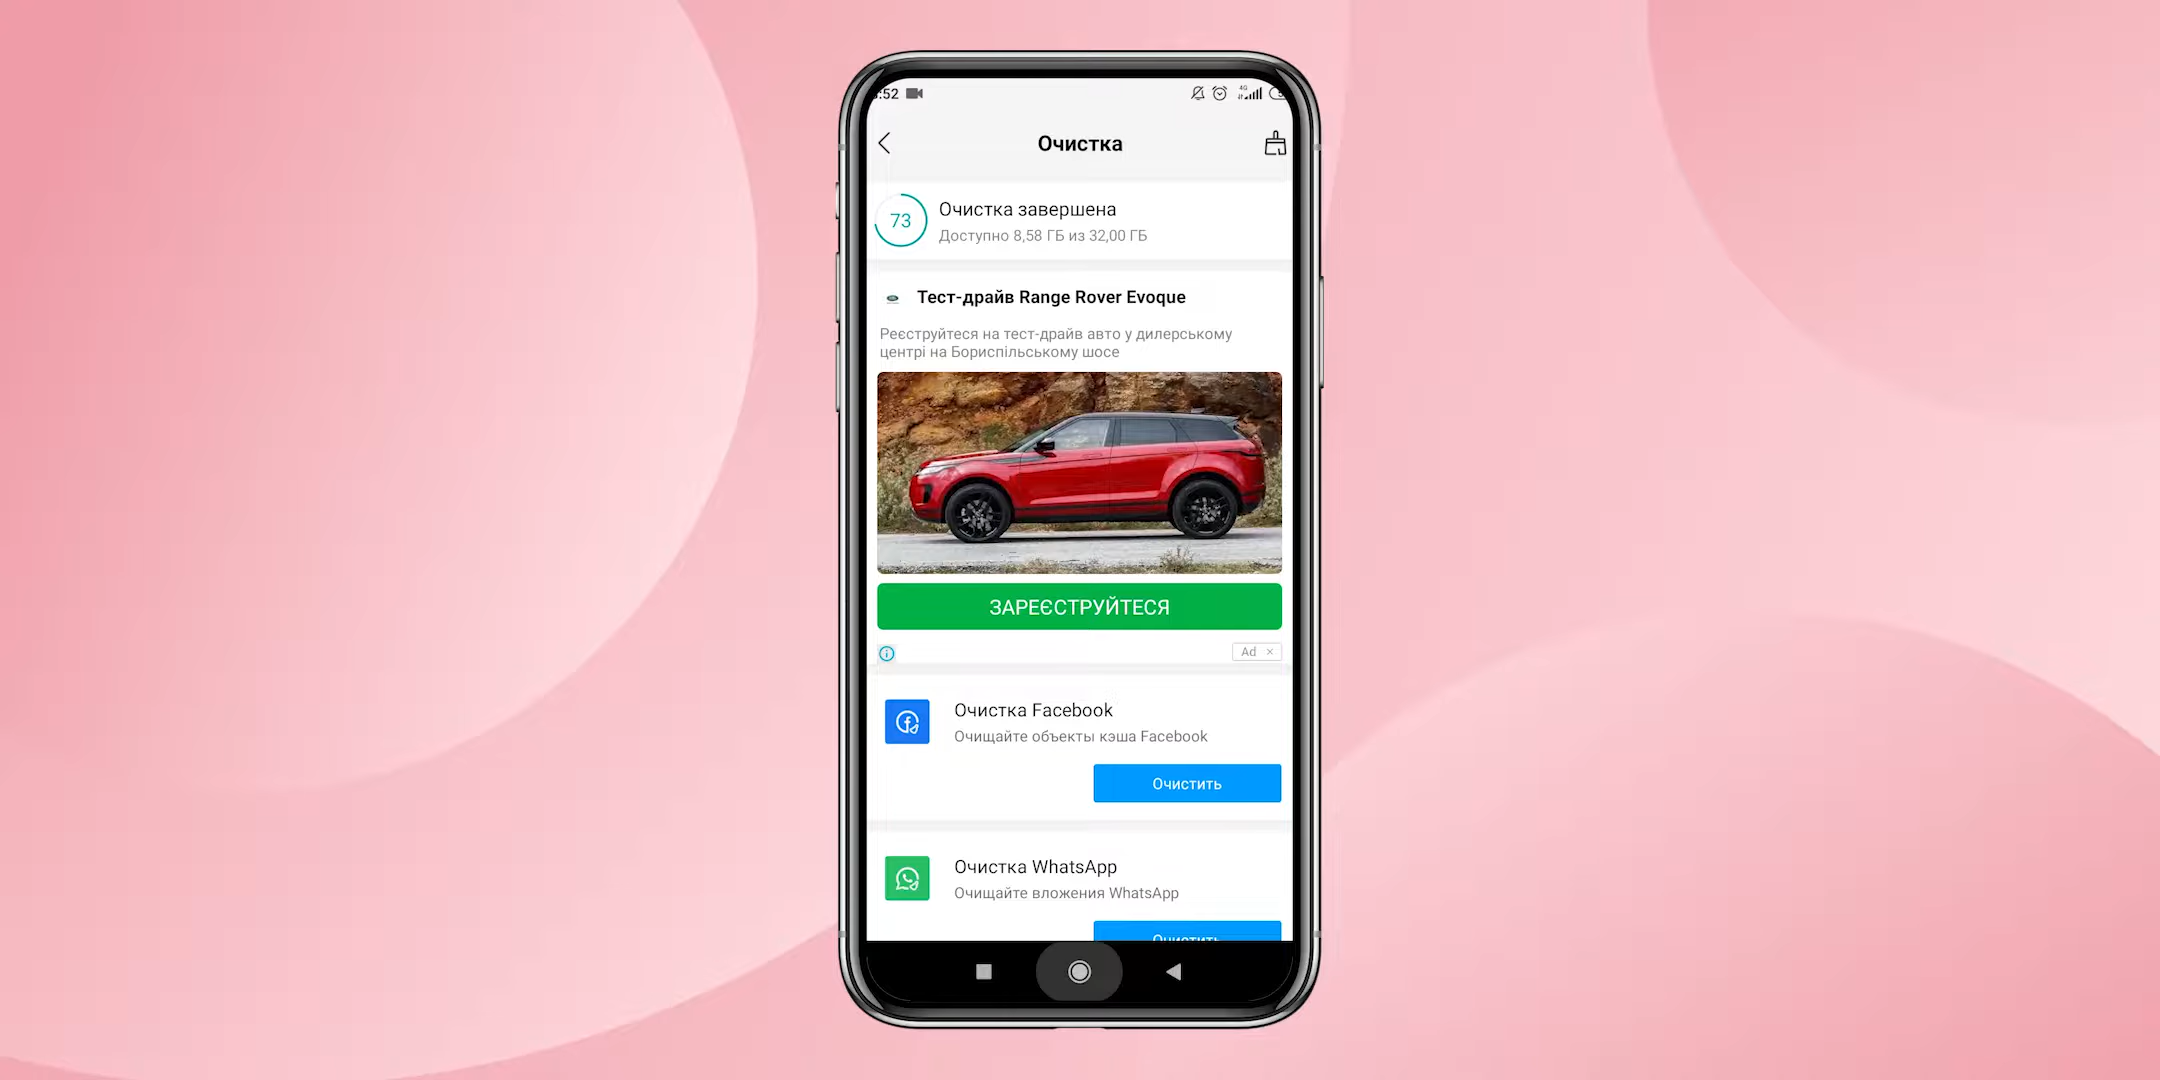 :52
4G
Очистка
73
Очистка завершена
Доступно 8,58 ГБ из 32,00 ГБ
Тест-драйв Range Rover Evoque
Реєструйтеся на тест-драйв авто у дилерському
центрі на Бориспільському шосе
ЗАРЕЄСТРУЙТЕСЯ
Ad
Очистка Facebook
Очищайте объекты кэша Facebook
Очистить
Очистка WhatsApp
Очищайте вложения WhatsApp
Очистить